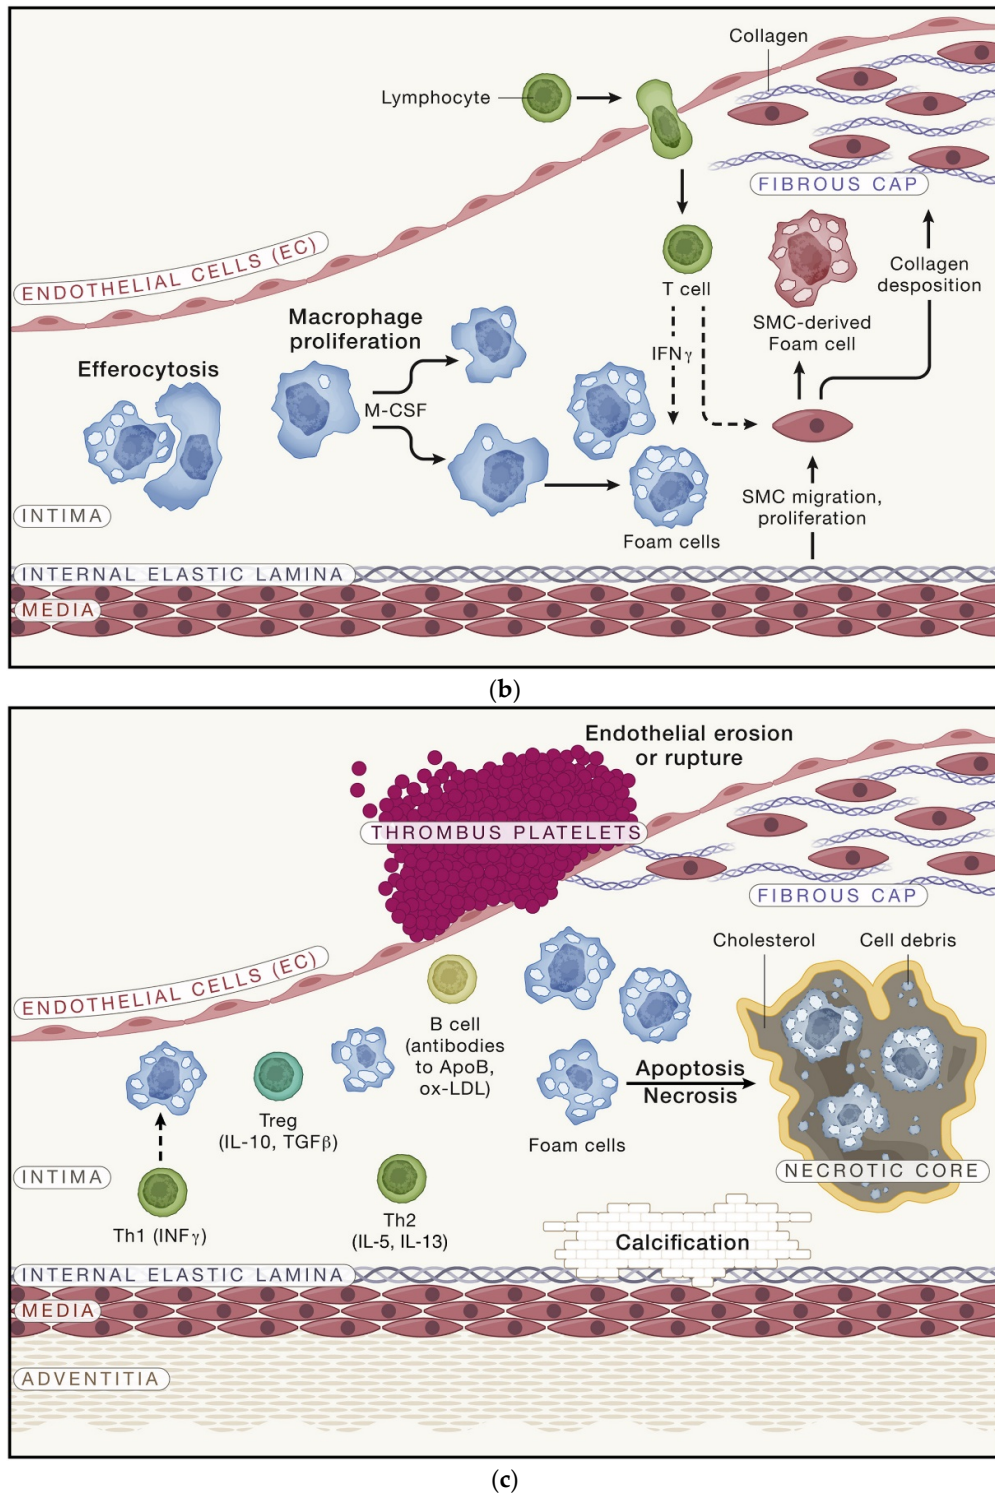 Collagen
Lymphocyte
FIBROUS CAP
ENDOTHELIAL CELLS (EC)
T cell
Collagen
desposition
Macrophage
proliferation
SMC-derived
Foam cell
IFNγ
Efferocytosis
M-CSF
SMC migration,
proliferation
INTIMA
Foam cells
INTERNAL ELASTIC LAMINA
MEDIA
(b)
Endothelial erosion
or rupture
THROMBUS PLATELETS
FIBROUS CAP
Cholesterol
Cell debris
ENDOTHELIAL CELLS (EC)
B cell
(antibodies
to ApoB,
ox-LDL)
Apoptosis
Necrosis
Treg
(IL-10, TGFβ)
Foam cells
INTIMA
NECROTIC CORE
Th1 (INFγ)
Th2
(IL-5, IL-13)
Calcification
INTERNAL ELASTIC LAMINA
MEDIA
ADVENTITIA
(c)